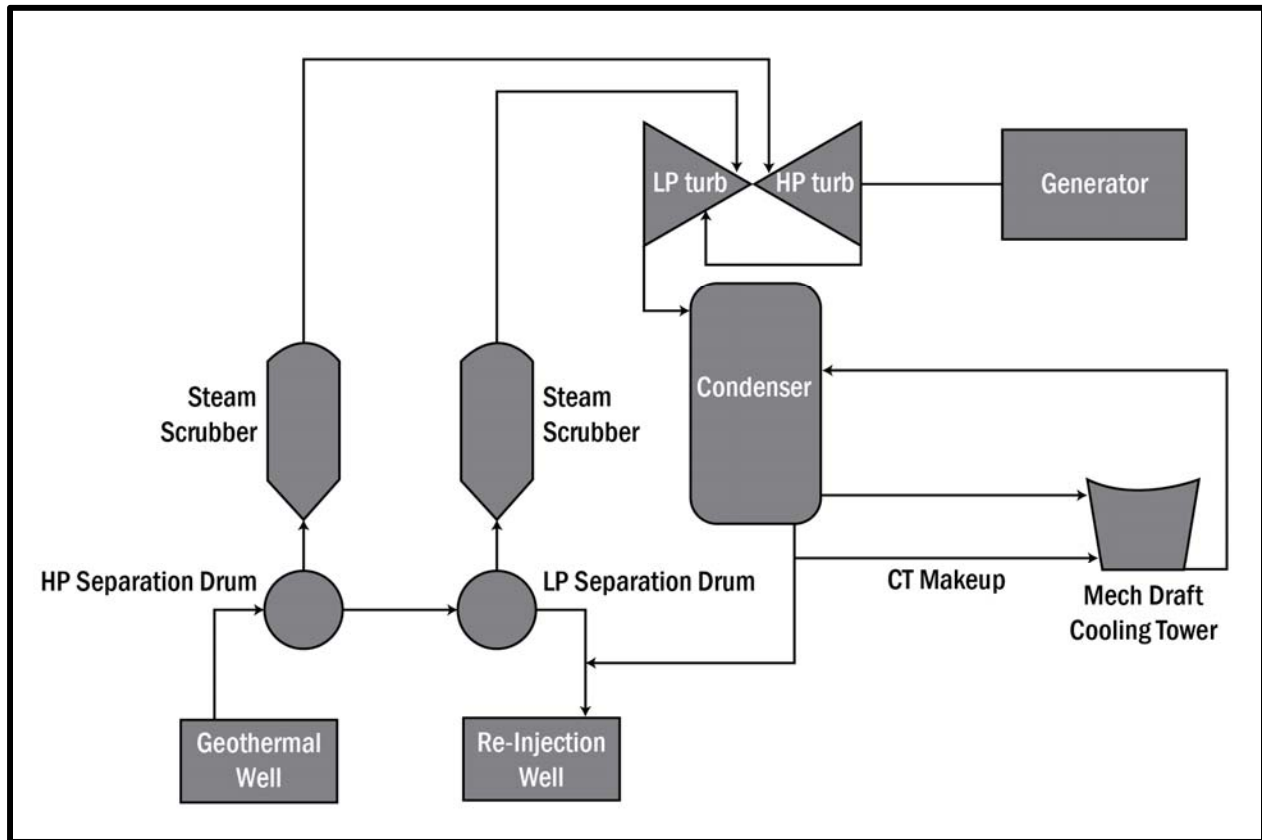 LP turb
HP turb
Generator
Steam
Scrubber
Steam
Scrubber
Condenser
HP Separation Drum
LP Separation Drum
CT Makeup
Mech Draft
Cooling Tower
Geothermal
Well
Re-Injection
Well